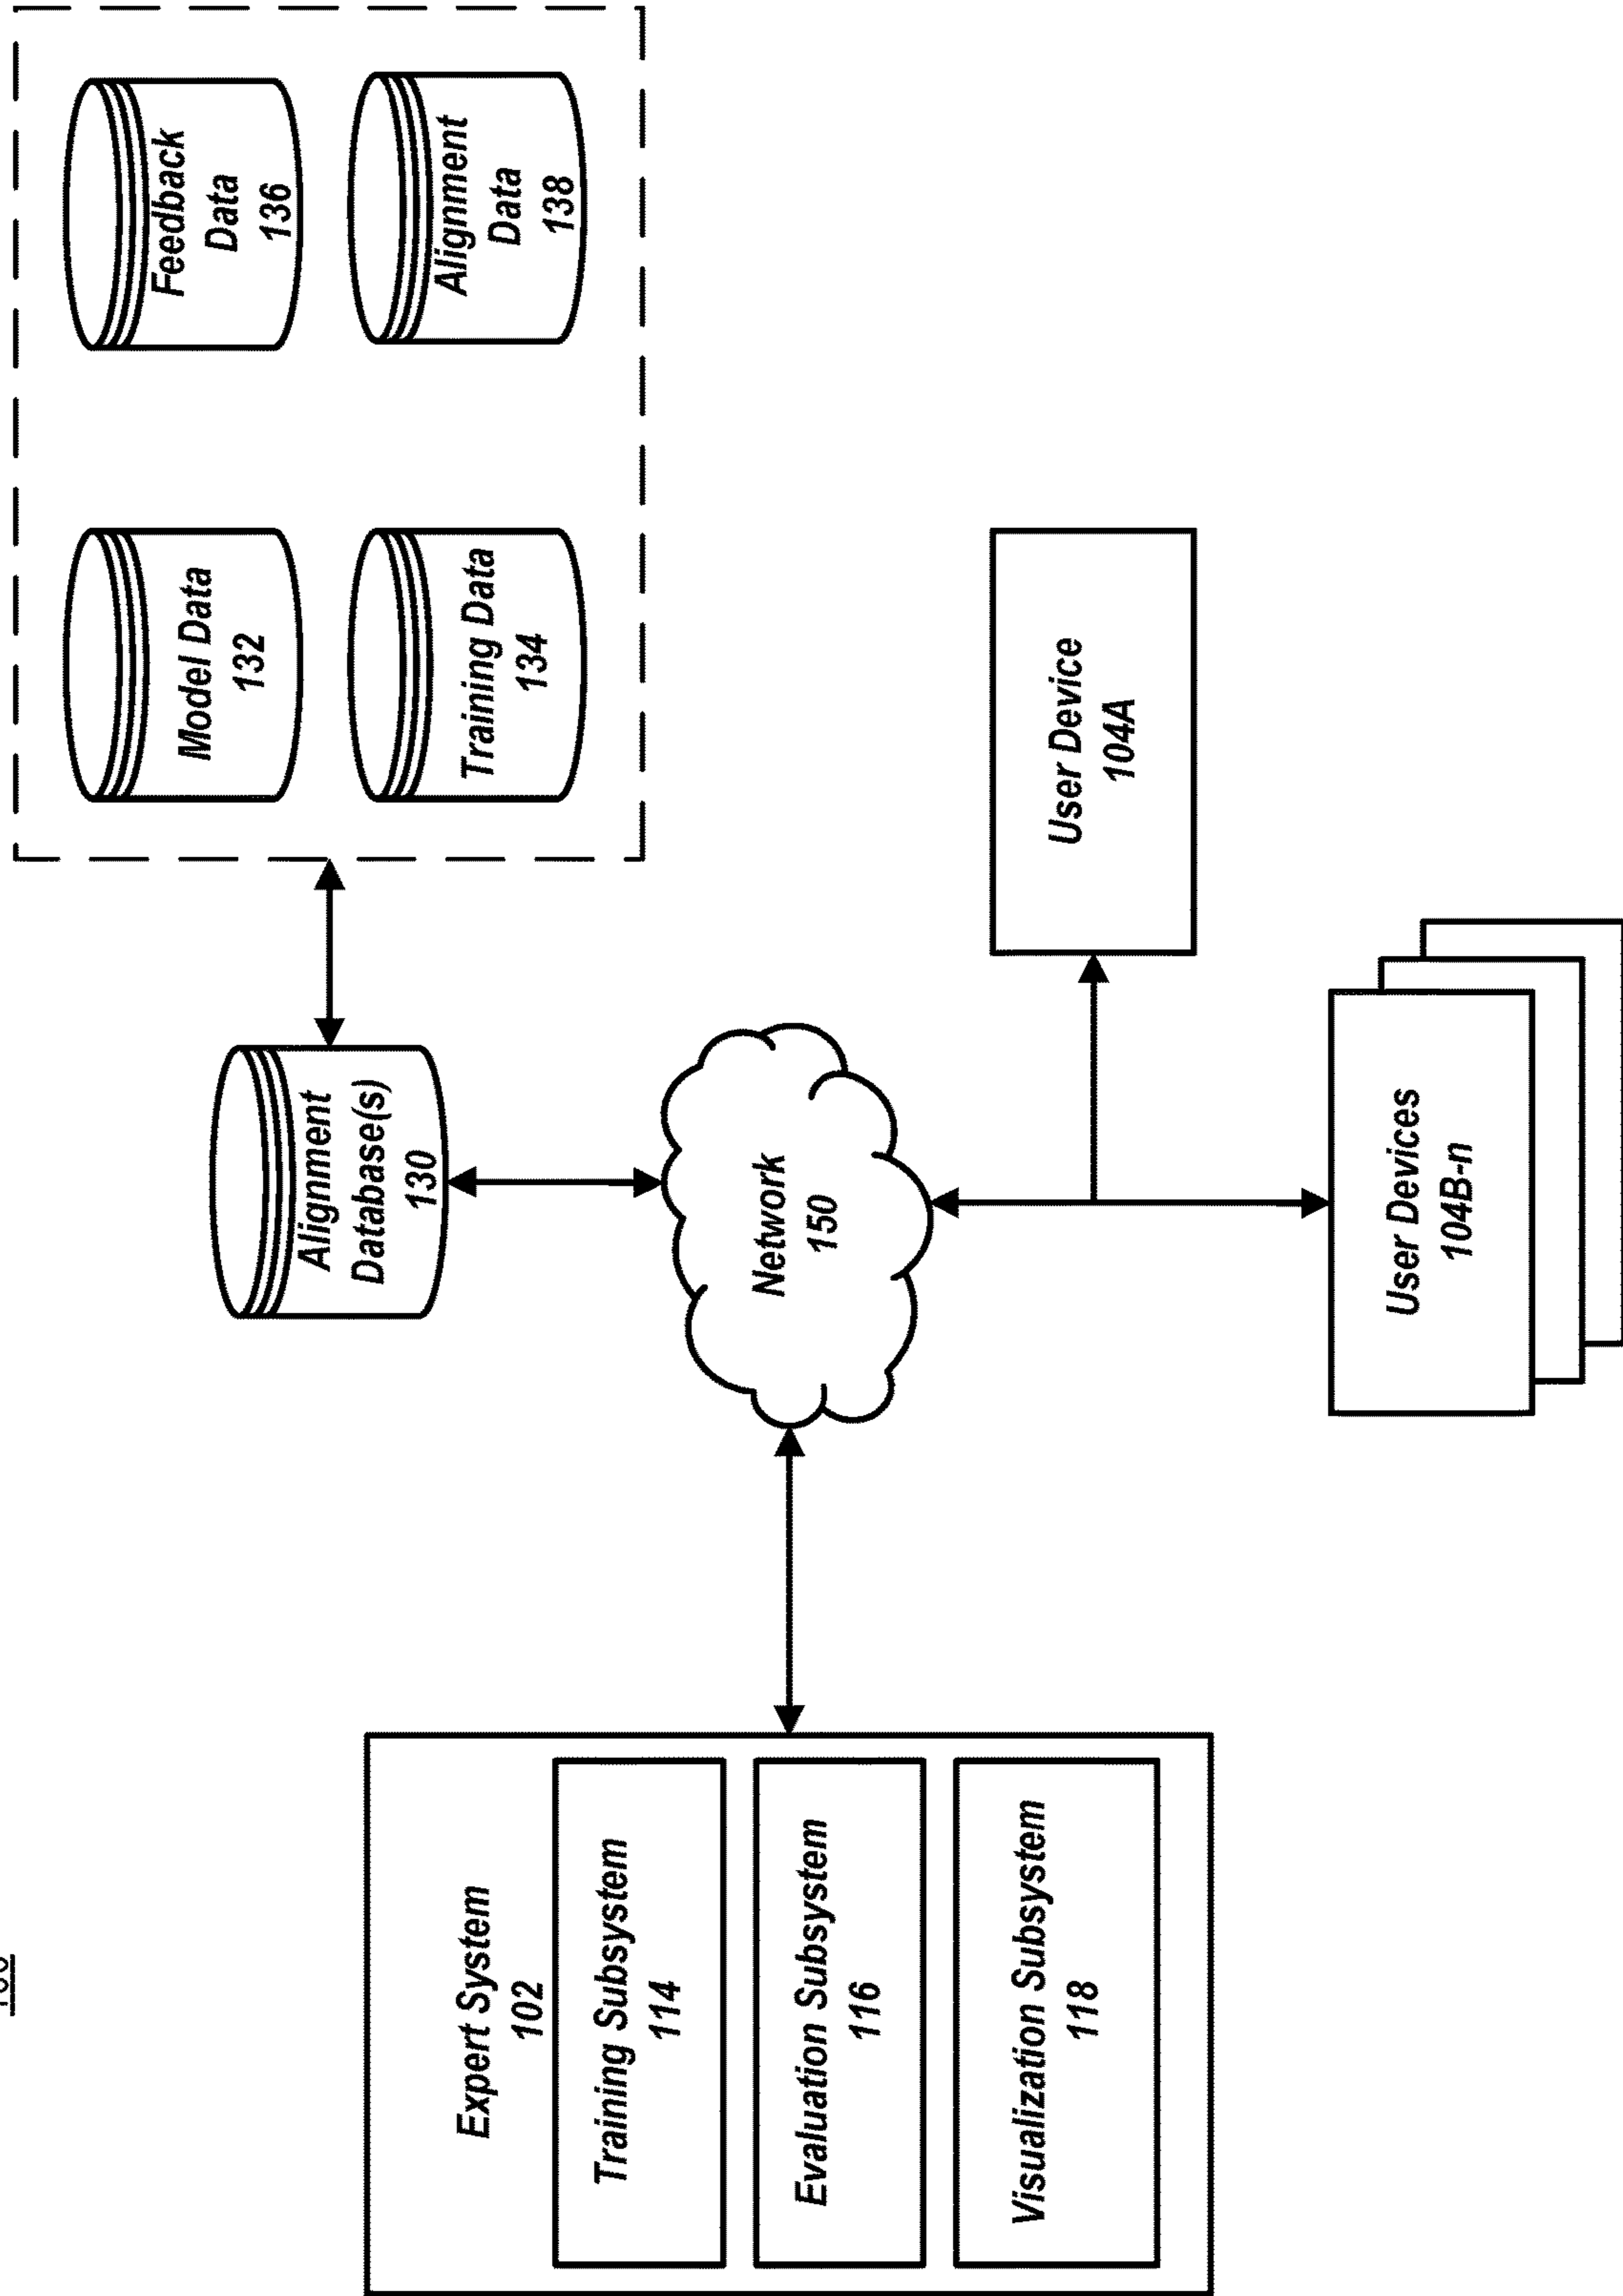 Expert System
102
Training Subsystem
114
Evaluation Subsystem
116
Visualization Subsystem
118
Alignment
Database(s)
130
Model Data
132
Feedback
Data
136
Training Data
134
Alignment
Data
138
Network
150
User Device
104A
User Devices
104B-n